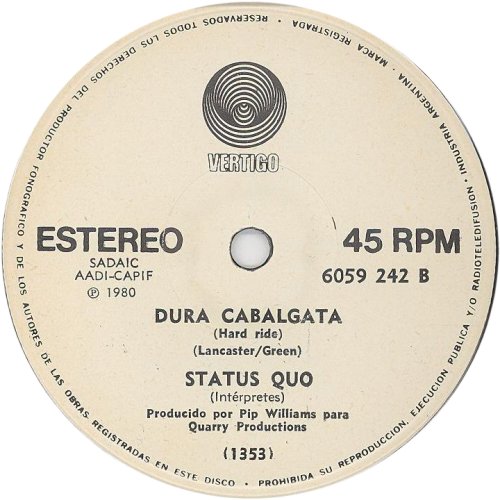 RESERVADOS TODOS LOS DERECHOS DEL PRODUCTOR FONOGRAFICO Y DE LOS AUTORES DE LAS OBRAS REGISTRADAS EN ESTE DISCO • PROHIBIDA SU REPRODUCCION, EJECUCION PUBLICA Y/O RADIOTELEDIFUSION • INDUSTRIA ARGENTINA • MARCA REGISTRADA
VERTIGO
ESTEREO 45 RPM
SADAIC
AADI-CAPIF 6059 242 B
Ⓟ 1980
DURA CABALGATA
(Hard ride)
(Lancaster/Green)
STATUS QUO
(Intérpretes)
Producido por Pip Williams para
Quarry Productions
(1353)